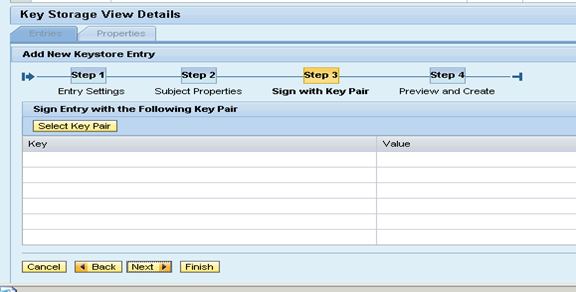 Key Storage View Details
Entries Properties
Add New Keystore Entry
Step 1 Step 2 Step 3 Step 4
Entry Settings Subject Properties Sign with Key Pair Preview and Create
Sign Entry with the Following Key Pair
Select Key Pair
Key Value
Cancel Back Next Finish